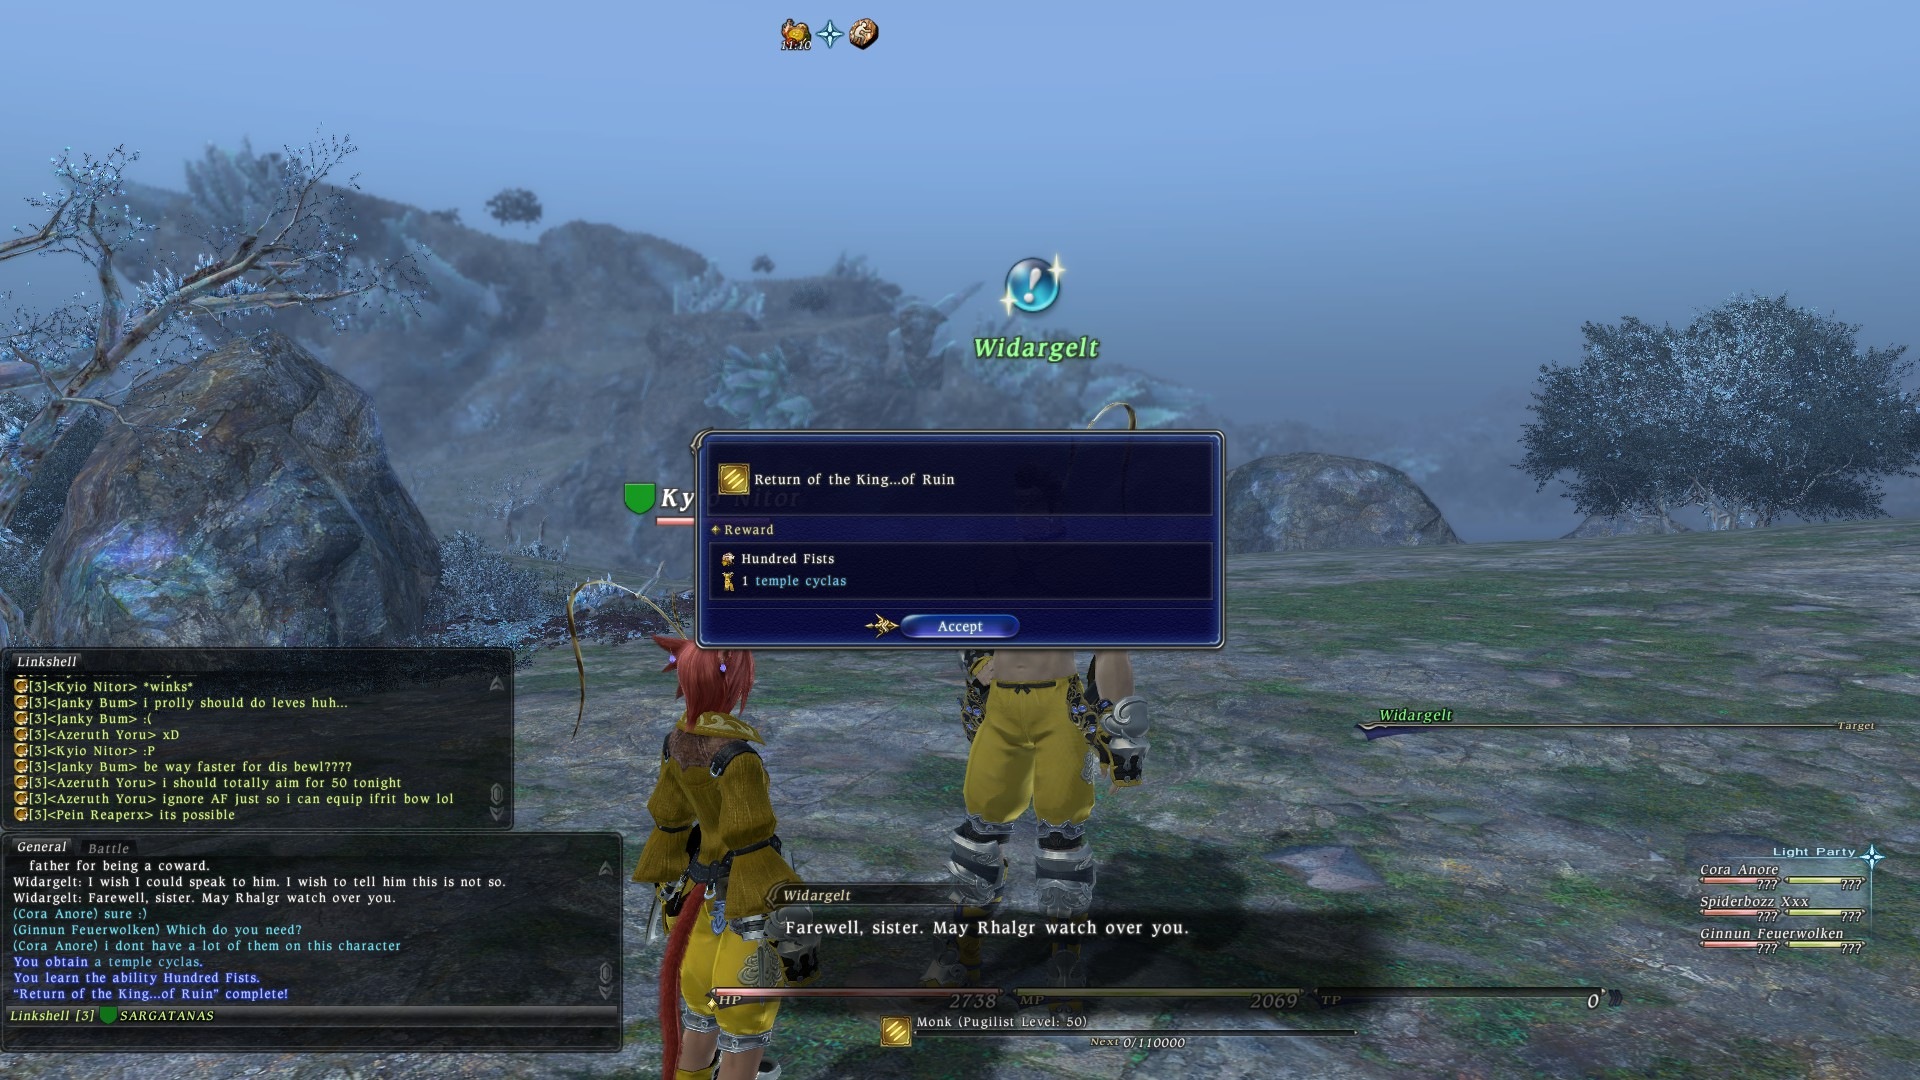 11:10
Widargelt
Ky
Return of the King...of Ruin
Reward
Hundred Fists
1 temple cyclas
Accept
Linkshell
[3]<Kyio Nitor> *winks*
[3]<Janky Bum> i prolly should do leves huh...
[3]<Janky Bum> :(
[3]<Azeruth Yoru> xD
[3]<Kyio Nitor> :P
[3]<Janky Bum> be way faster for dis bewl????
[3]<Azeruth Yoru> i should totally aim for 50 tonight
[3]<Azeruth Yoru> ignore AF just so i can equip ifrit bow lol
[3]<Pein Reaperx> its possible
General Battle
father for being a coward.
Widargelt: I wish I could speak to him. I wish to tell him this is not so.
Widargelt: Farewell, sister. May Rhalgr watch over you.
(Cora Anore) sure :)
(Ginnun Feuerwolken) Which do you need?
(Cora Anore) i dont have a lot of them on this character
You obtain a temple cyclas.
You learn the ability Hundred Fists.
"Return of the King...of Ruin" complete!
Linkshell [3] SARGATANAS
Widargelt
Farewell, sister. May Rhalgr watch over you.
HP 2738 MP 2069 TP 0
Monk (Pugilist Level: 50)
Next 0/110000
Widargelt
Target
Light Party
Cora Anore
??? ???
Spiderbozz Xxx
??? ???
Ginnun Feuerwolken
??? ???